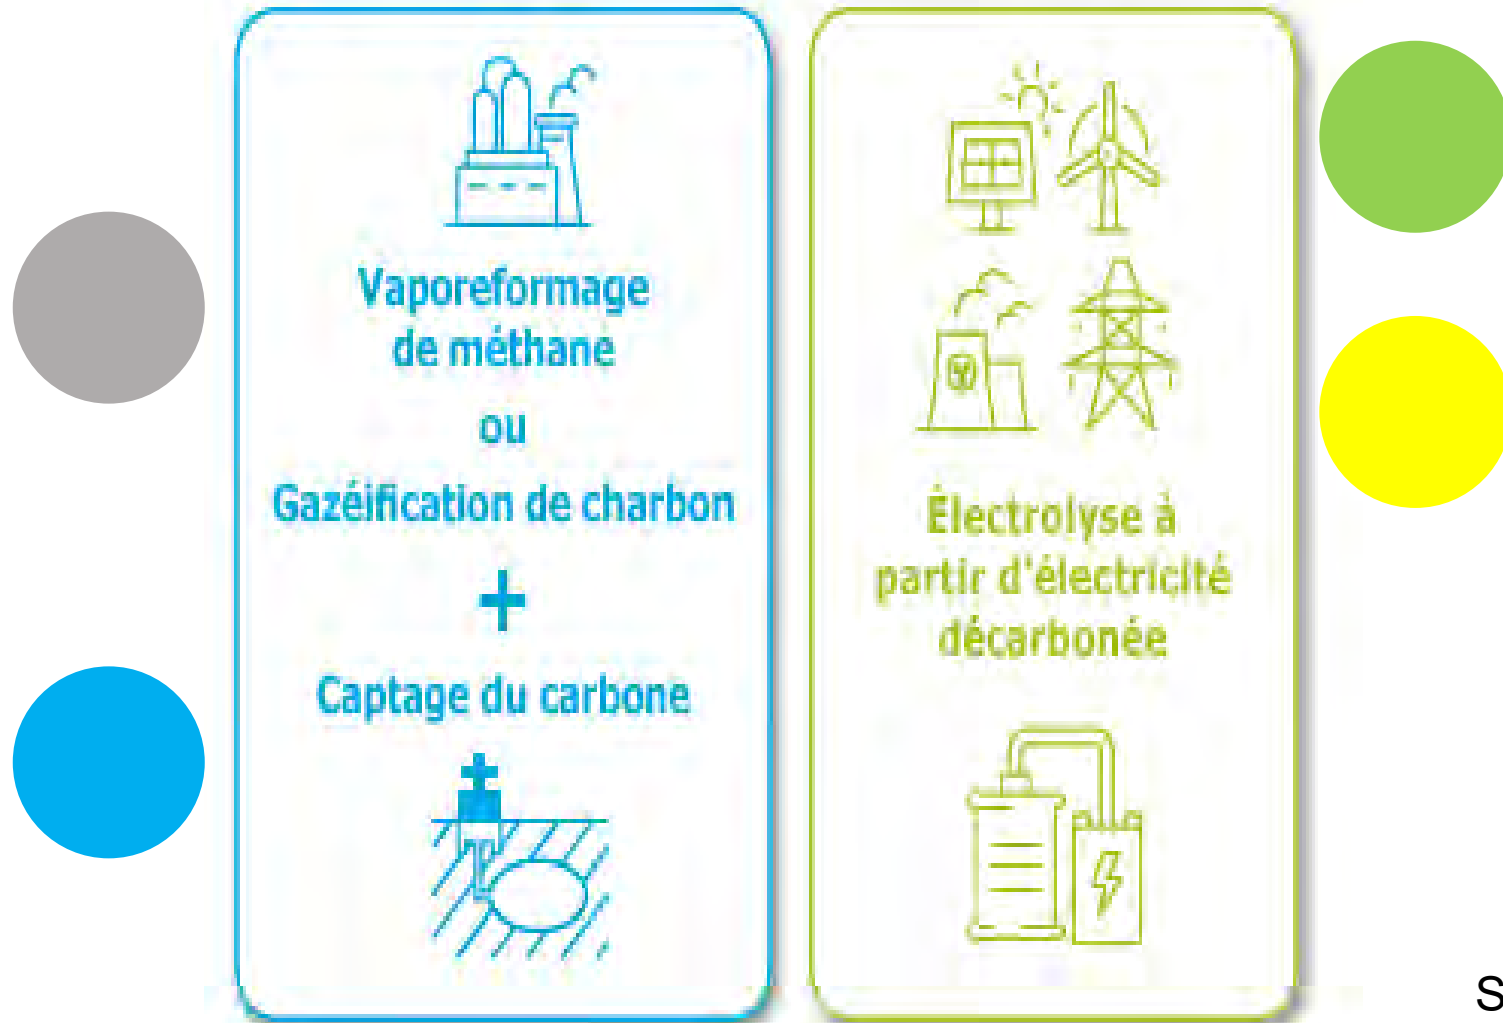 Vaporeformage
de méthane
ou
Gazéification de charbon
+
Captage du carbone
Électrolyse à
partir d'électricité
décarbonée
S